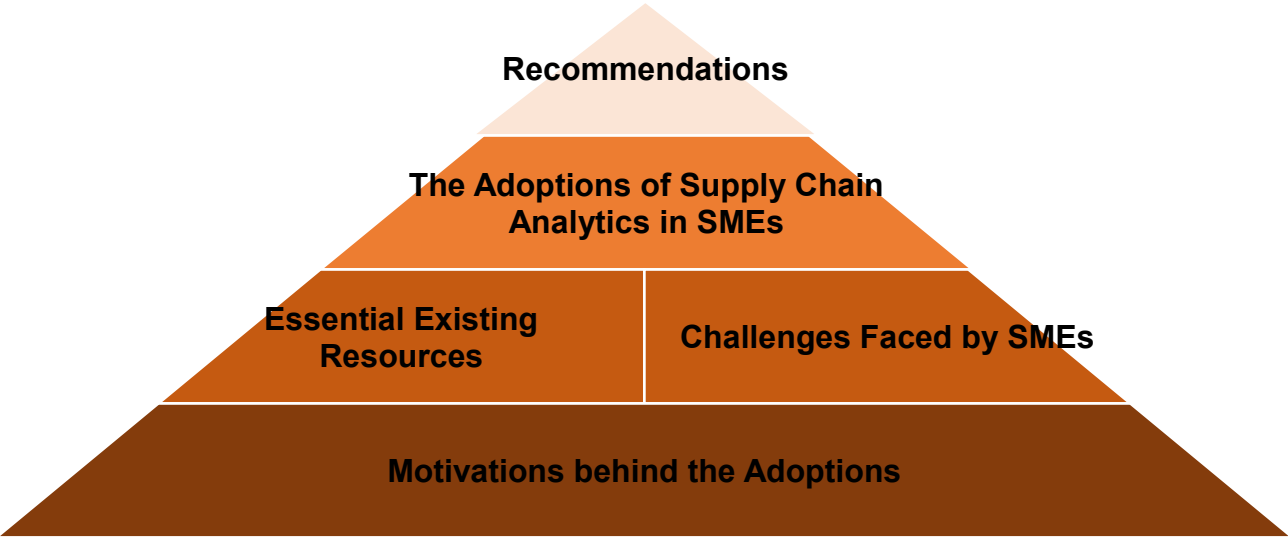 Recommendations
The Adoptions of Supply Chain
Analytics in SMEs
Essential Existing
Resources
Challenges Faced by SMEs
Motivations behind the Adoptions